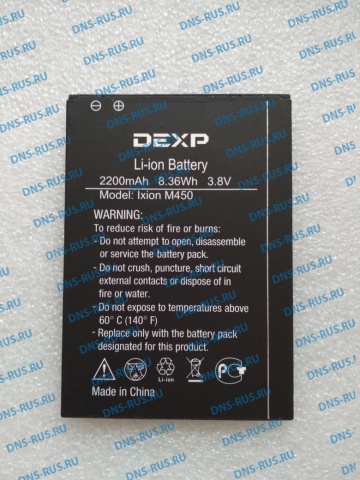 DEXP
Li-ion Battery
2200mAh 8.36Wh 3.8V
Model: Ixion M450
WARNING:
To reduce risk of fire or burns:
- Do not attempt to open, disassemble
or service the battery pack.
- Do not crush, puncture, short circuit
external contacts or dispose of in
fire or water.
- Do not expose to temperatures above
60° C (140° F)
- Replace only with the battery pack
designated for this product.
Li-ion
Made in China
DNS-RUS.RU